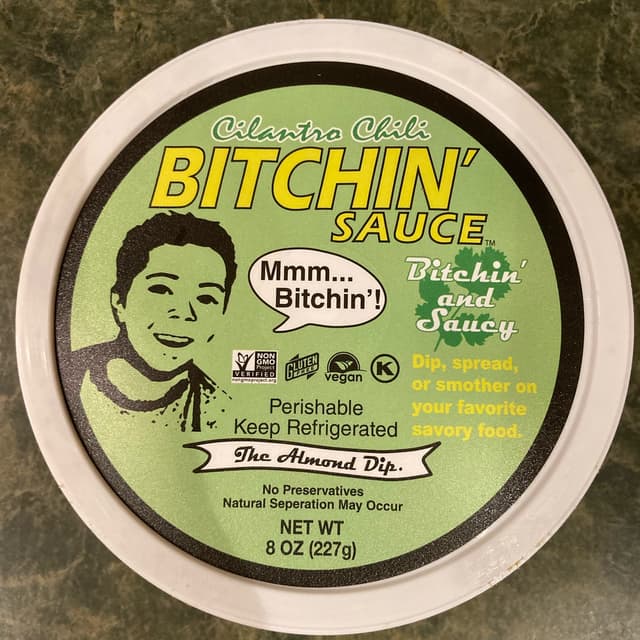 Cilantro Chili
BITCHIN'
SAUCE™
Mmm...
Bitchin'!
Bitchin'
and
Saucy
NON
GMO
Project
VERIFIED
nongmoproject.org
GLUTEN
FREE
vegan
K
Dip, spread,
or smother on
your favorite
savory food.
Perishable
Keep Refrigerated
The Almond Dip.
No Preservatives
Natural Seperation May Occur
NET WT
8 OZ (227g)